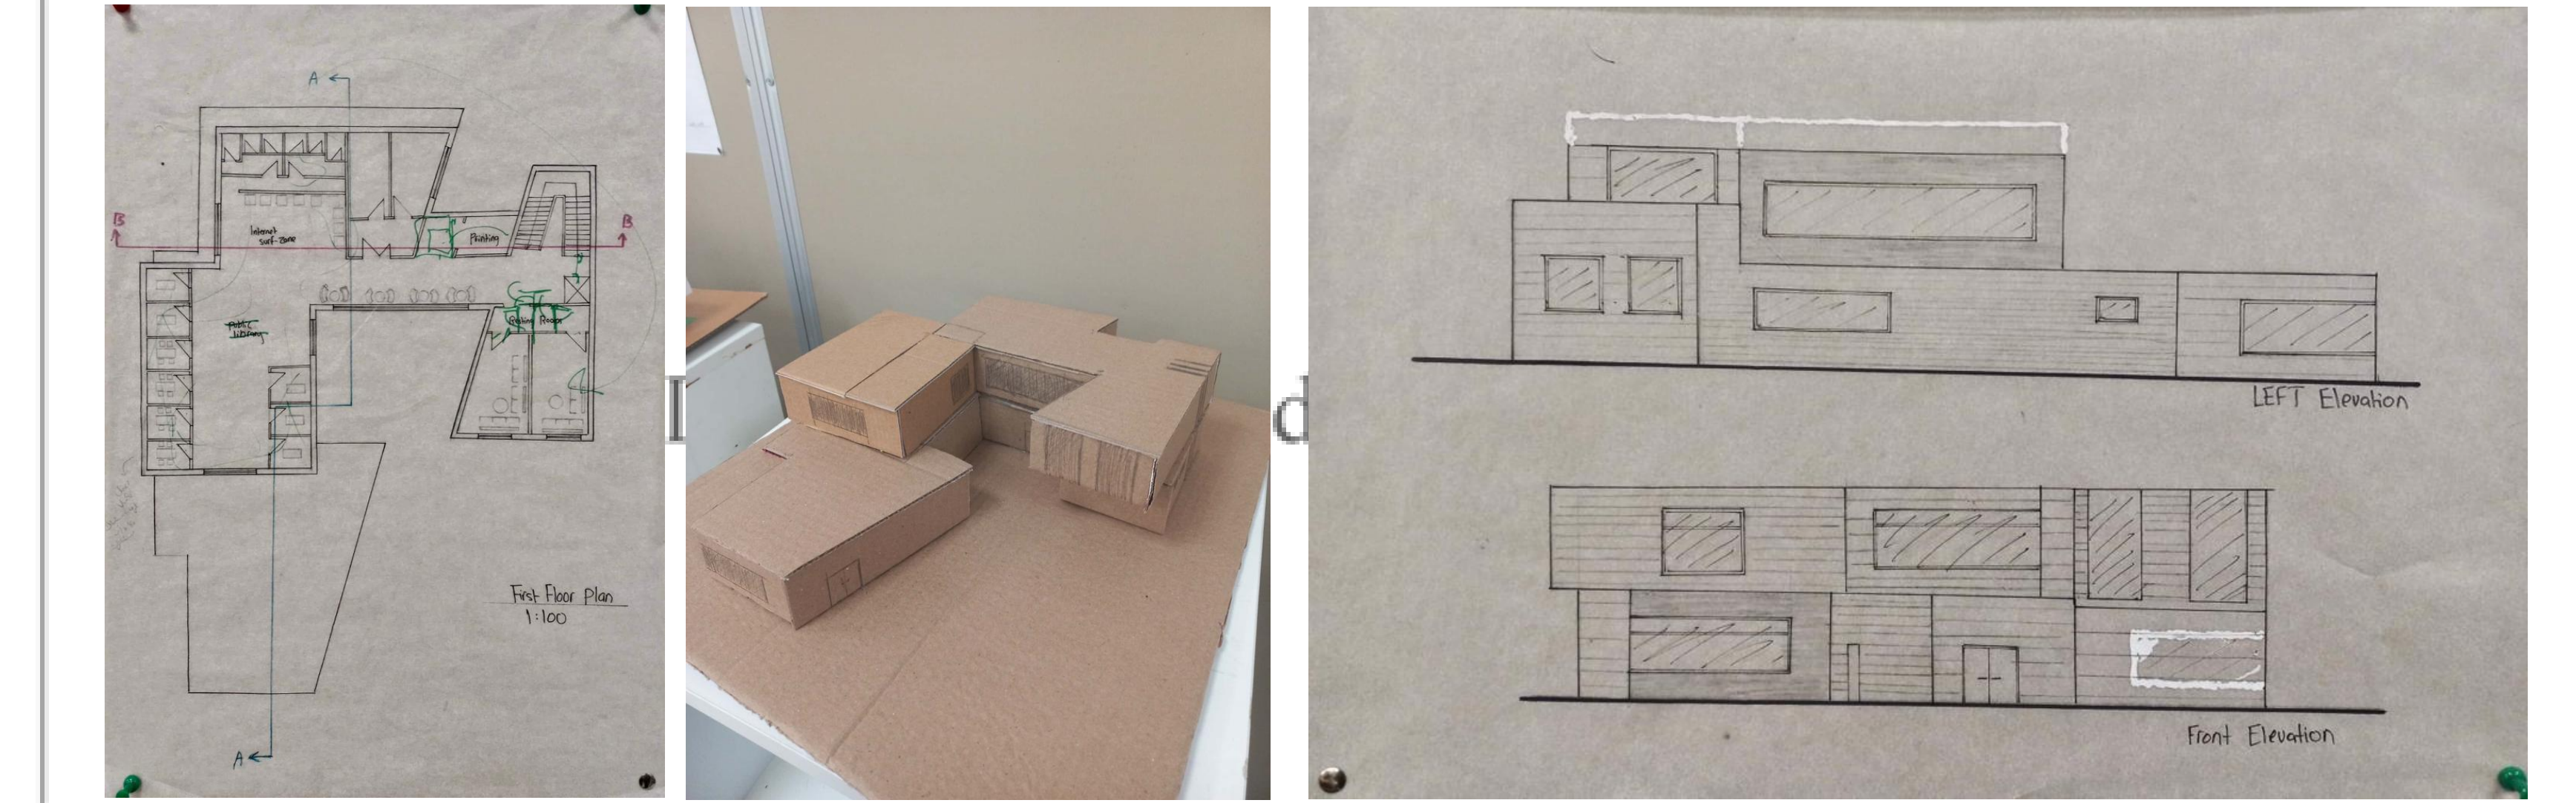 A
B
B
Internet
surf-zone
Printing
Public
Library
First Floor Plan
1:100
A
d
LEFT Elevation
Front Elevation